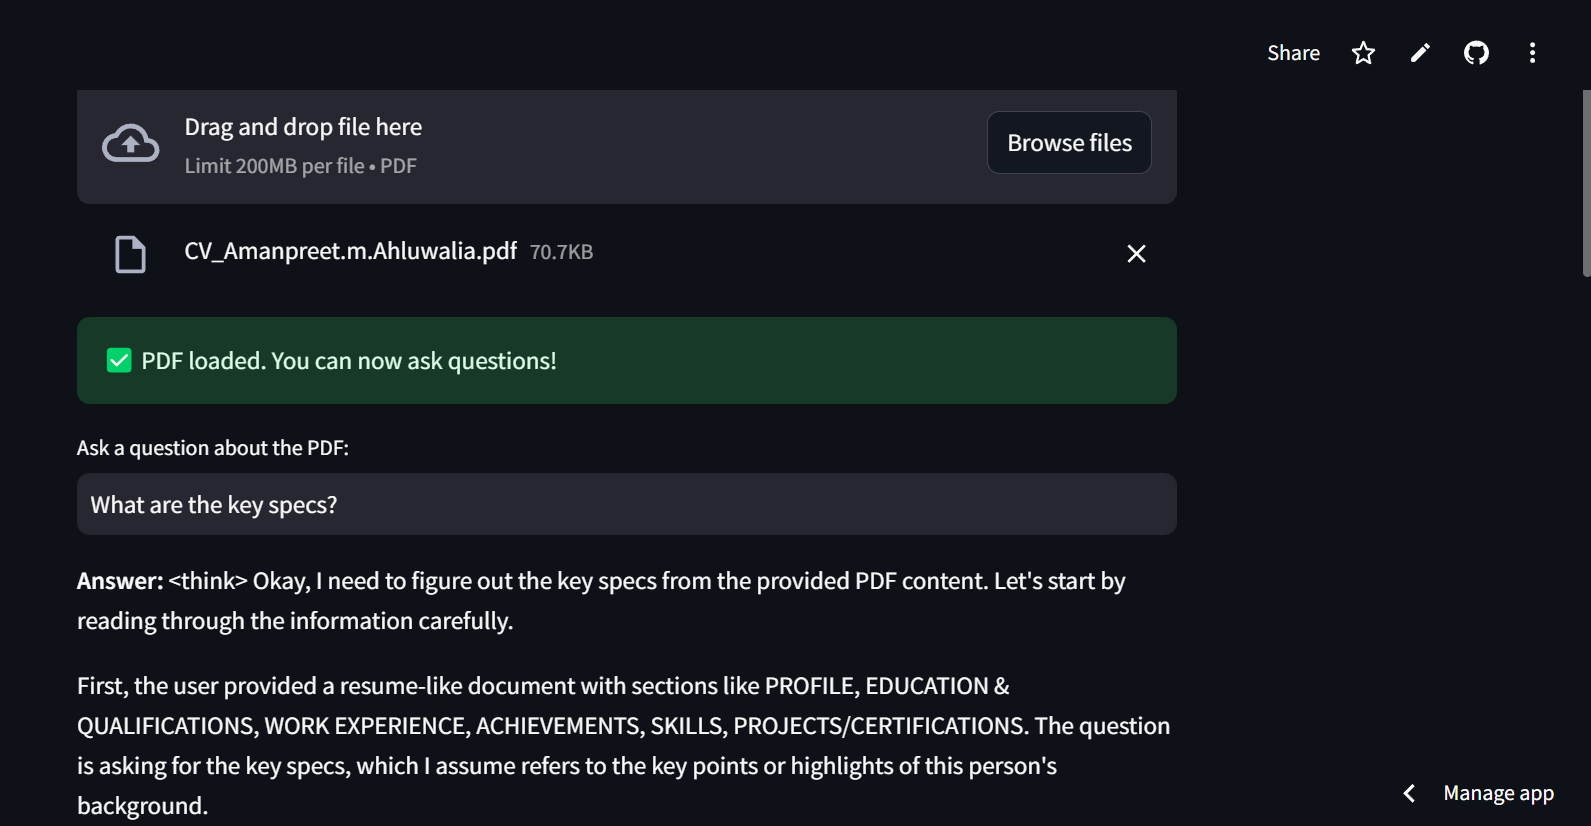 Share
Drag and drop file here
Limit 200MB per file • PDF
Browse files
CV_Amanpreet.m.Ahluwalia.pdf 70.7KB
✅ PDF loaded. You can now ask questions!
Ask a question about the PDF:
What are the key specs?
Answer: <think> Okay, I need to figure out the key specs from the provided PDF content. Let's start by
reading through the information carefully.
First, the user provided a resume-like document with sections like PROFILE, EDUCATION &
QUALIFICATIONS, WORK EXPERIENCE, ACHIEVEMENTS, SKILLS, PROJECTS/CERTIFICATIONS. The question
is asking for the key specs, which I assume refers to the key points or highlights of this person's
background.
Manage app